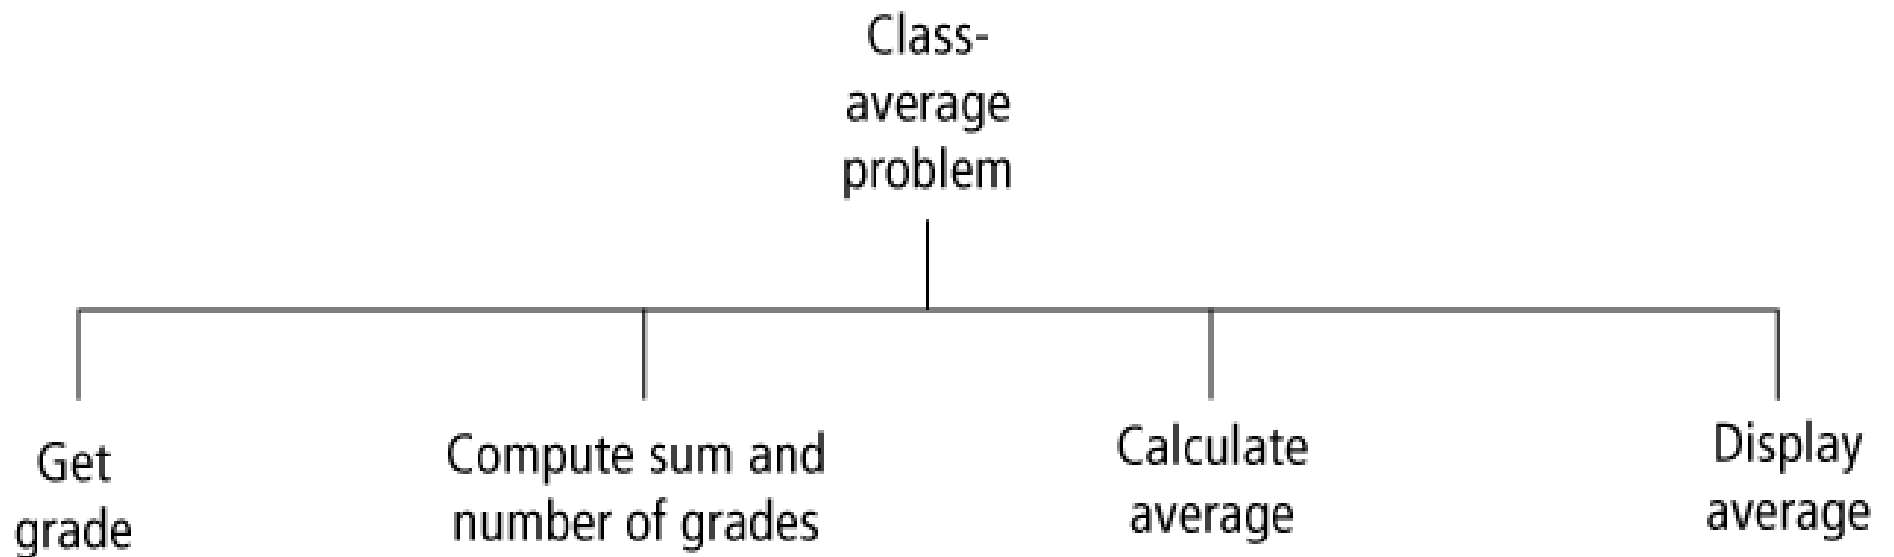 Class-
average
problem
Get
grade
Compute sum and
number of grades
Calculate
average
Display
average